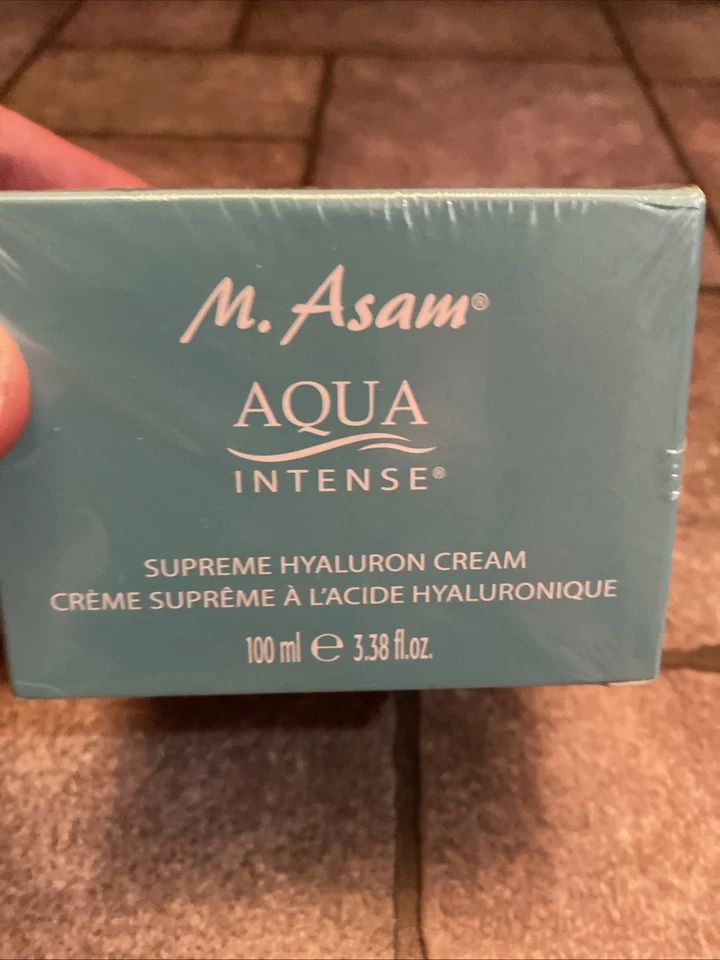 M. Asam®
AQUA
INTENSE®
SUPREME HYALURON CREAM
CRÈME SUPRÊME À L'ACIDE HYALURONIQUE
100 ml ℮ 3.38 fl.oz.